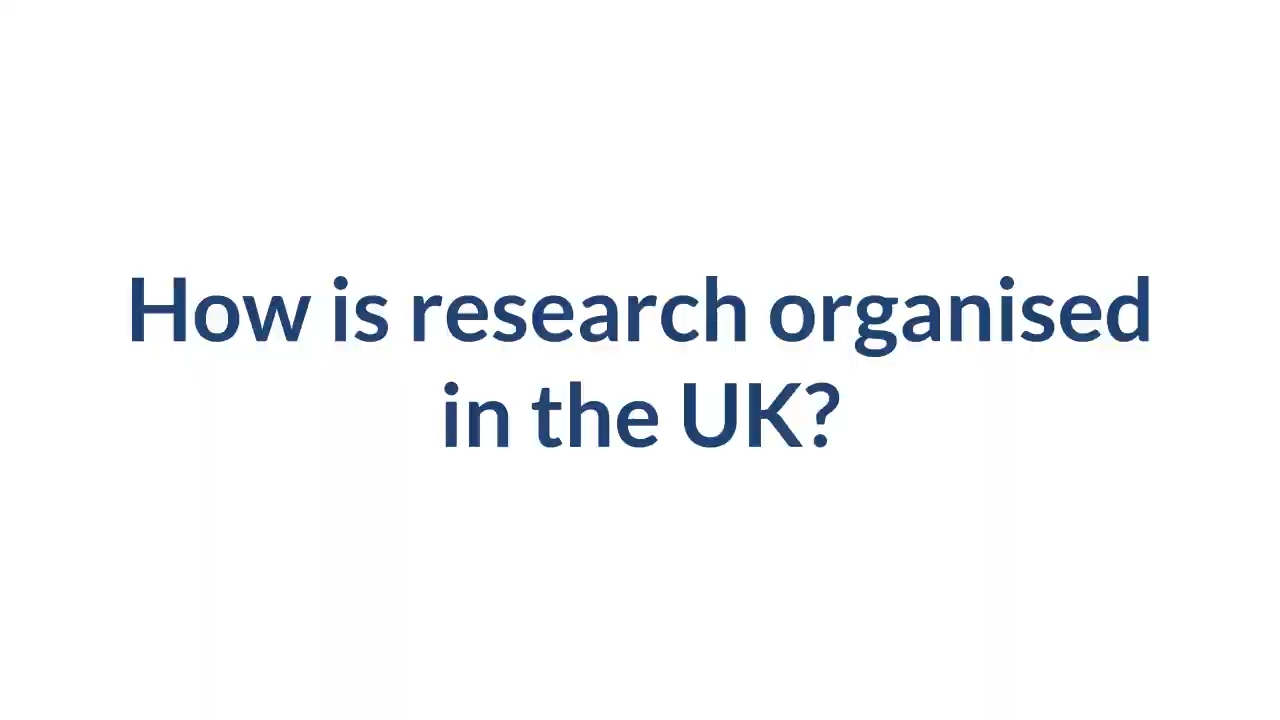 How is research organised
in the UK?